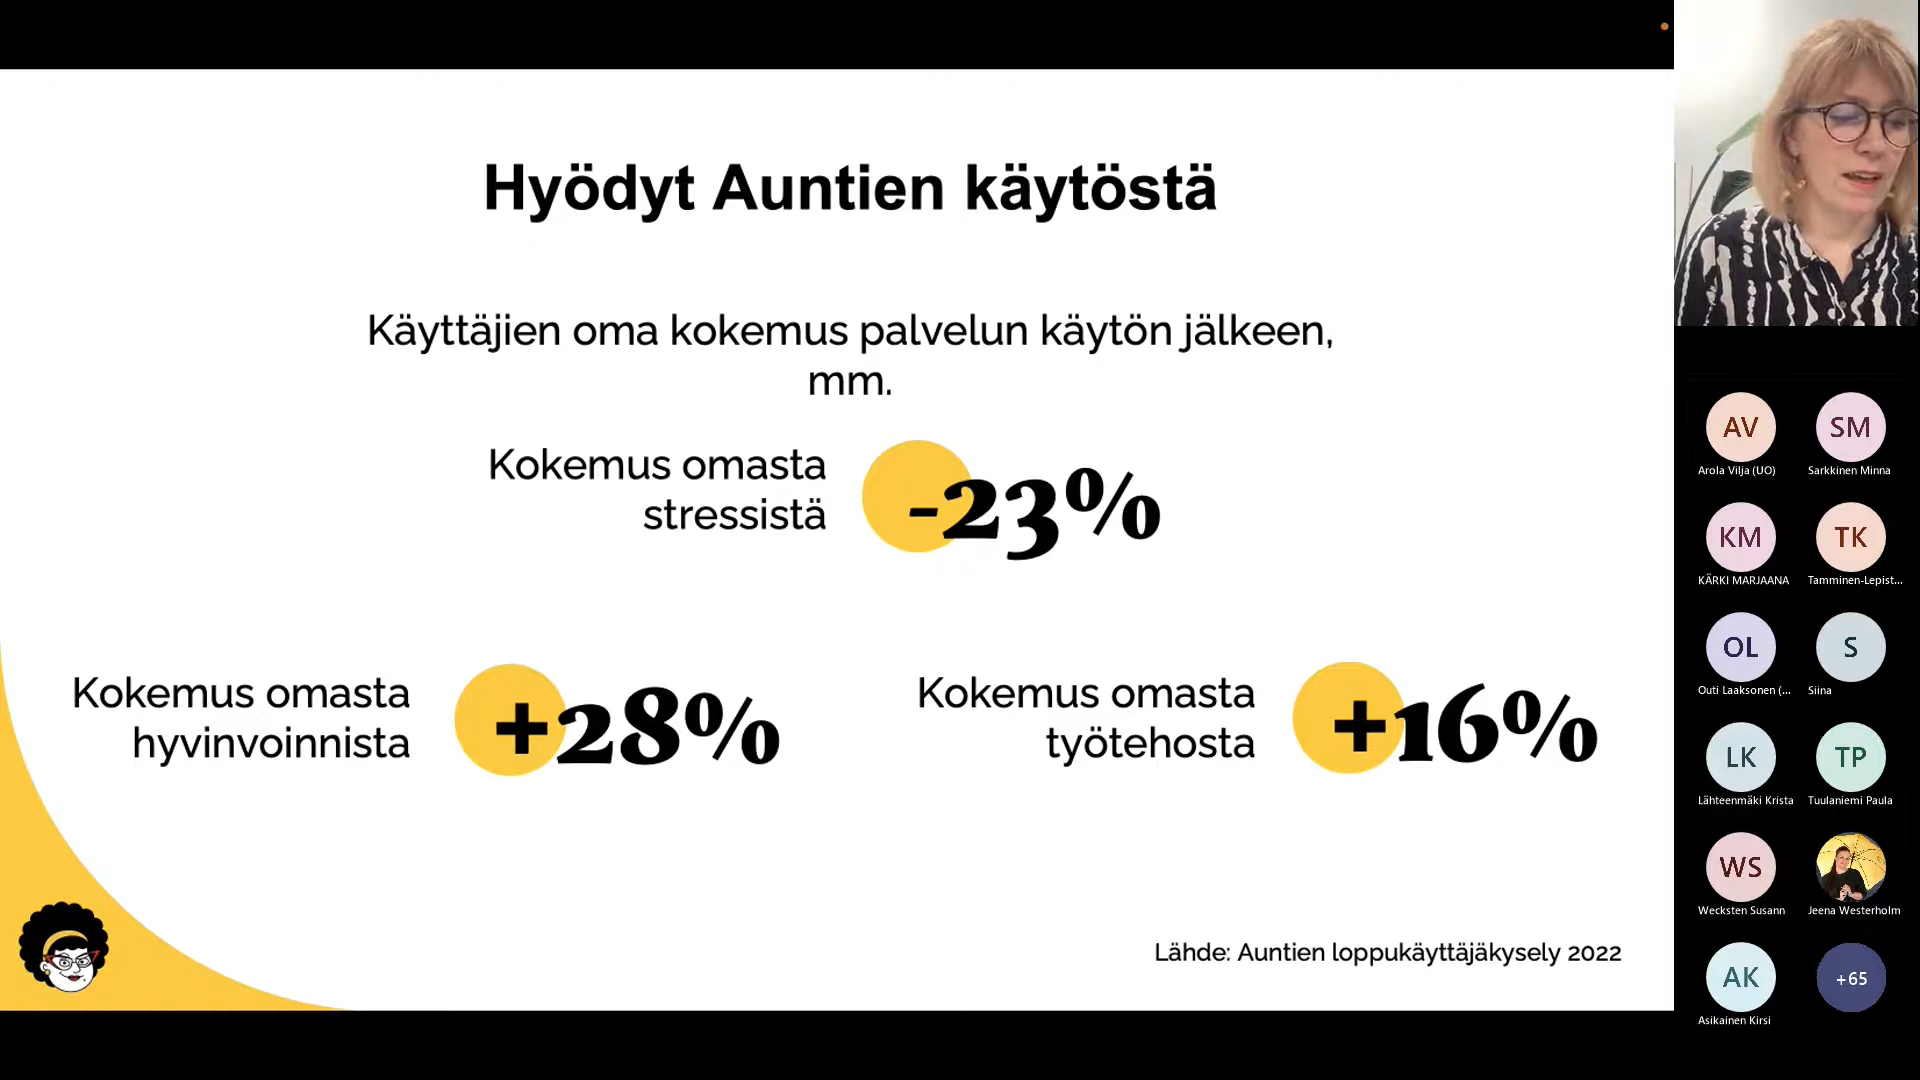 Hyödyt Auntien käytöstä
Käyttäjien oma kokemus palvelun käytön jälkeen,
mm.
Kokemus omasta
stressistä
-23%
Kokemus omasta
hyvinvoinnista
+28%
Kokemus omasta
työtehosta
+16%
Lähde: Auntien loppukäyttäjäkysely 2022
AV
Arola Vilja (UO)
SM
Sarkkinen Minna
KM
KÄRKI MARJAANA
TK
Tamminen-Lepist...
OL
Outi Laaksonen (...
S
Siina
LK
Lähteenmäki Krista
TP
Tuulaniemi Paula
WS
Wecksten Susann
Jeena Westerholm
AK
Asikainen Kirsi
+65